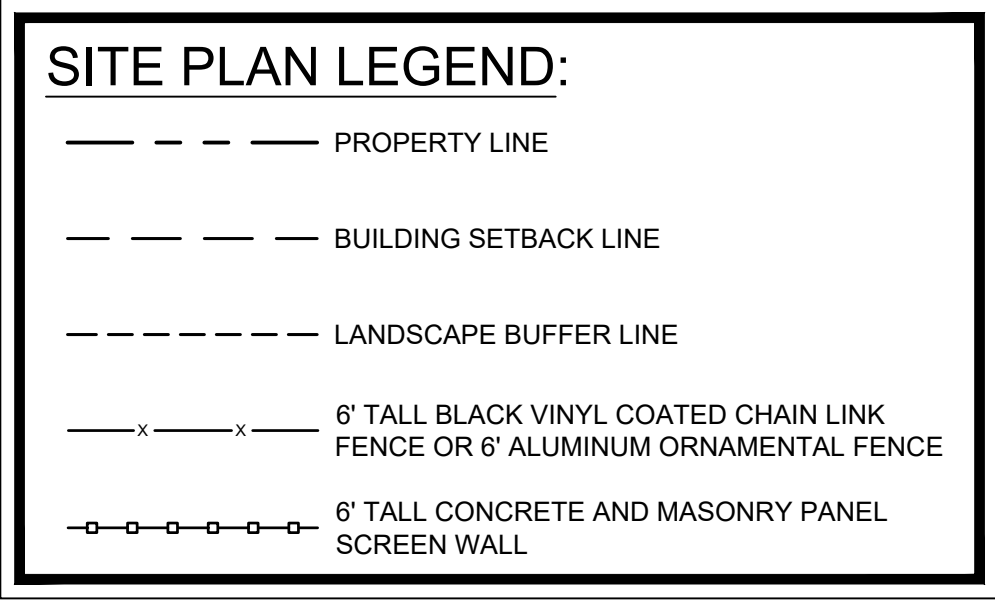 SITE PLAN LEGEND:
PROPERTY LINE
BUILDING SETBACK LINE
LANDSCAPE BUFFER LINE
x x 6' TALL BLACK VINYL COATED CHAIN LINK
FENCE OR 6' ALUMINUM ORNAMENTAL FENCE
6' TALL CONCRETE AND MASONRY PANEL
SCREEN WALL